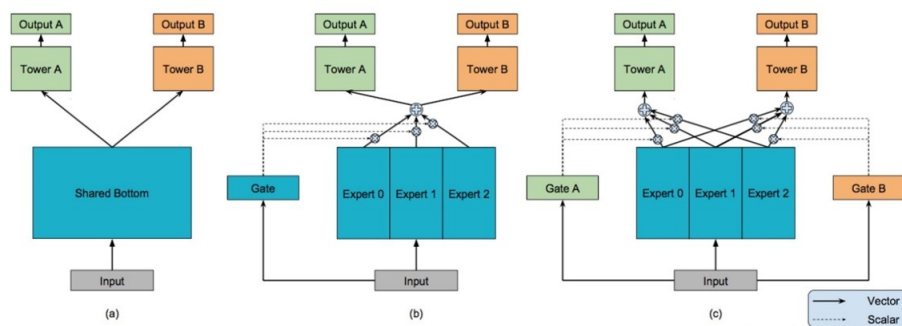 Output A
Output B
Tower A
Tower B
Shared Bottom
Input
(a)
Output A
Output B
Tower A
Tower B
Gate
Expert 0
Expert 1
Expert 2
Input
(b)
Output A
Output B
Tower A
Tower B
Gate A
Expert 0
Expert 1
Expert 2
Gate B
Input
(c)
Vector
Scalar